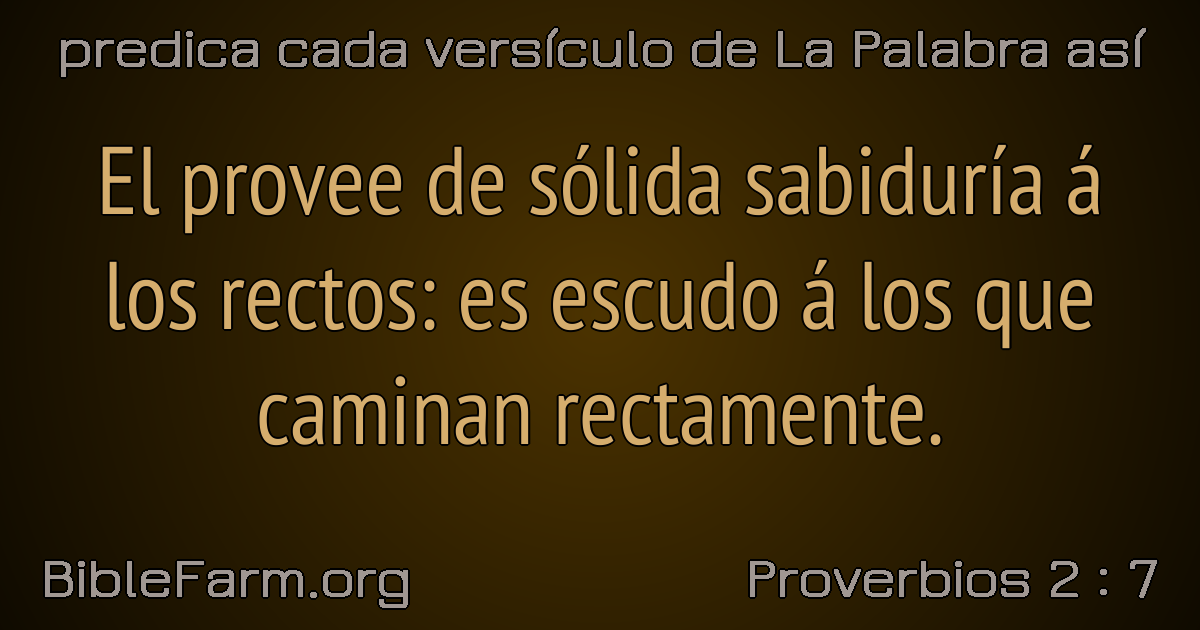 predica cada versículo de La Palabra así
El provee de sólida sabiduría á
los rectos: es escudo á los que
caminan rectamente.
BibleFarm.org
Proverbios 2 : 7